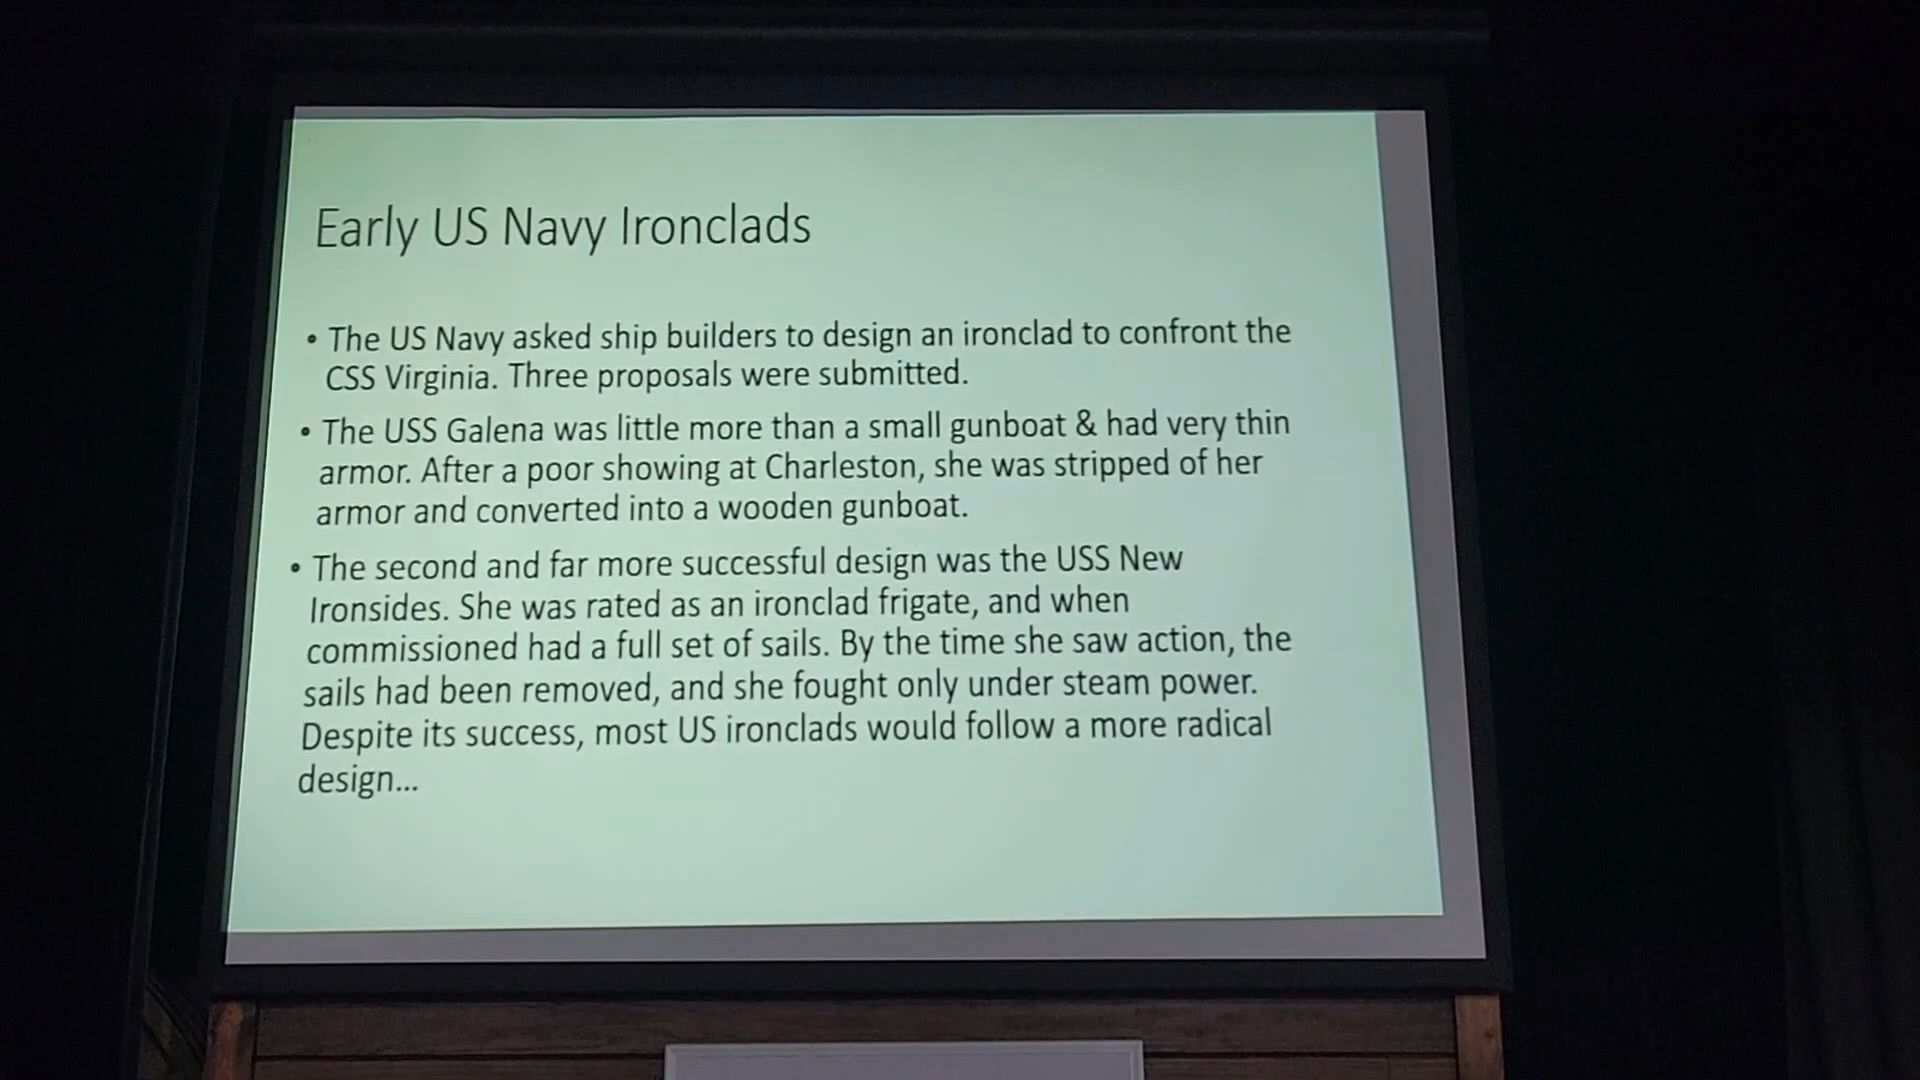 Early US Navy Ironclads
• The US Navy asked ship builders to design an ironclad to confront the
CSS Virginia. Three proposals were submitted.
• The USS Galena was little more than a small gunboat & had very thin
armor. After a poor showing at Charleston, she was stripped of her
armor and converted into a wooden gunboat.
• The second and far more successful design was the USS New
Ironsides. She was rated as an ironclad frigate, and when
commissioned had a full set of sails. By the time she saw action, the
sails had been removed, and she fought only under steam power.
Despite its success, most US ironclads would follow a more radical
design...